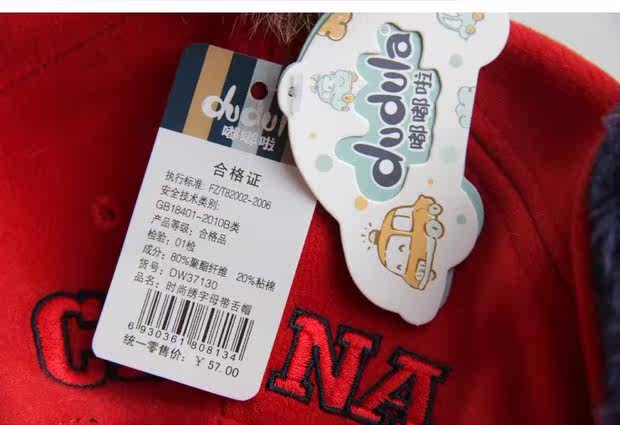 dudula
嘟嘟啦
dudula
嘟嘟啦
合格证
执行标准: FZ/T82002-2006
安全技术类别:
GB18401-2010B类
产品等级: 合格品
检验: 01检
成分: 80%聚酯纤维 20%粘棉
货号: DW37130
品名: 时尚绣字母带舌帽
6 930361 808134
统一零售价: ¥ 57.00
NA